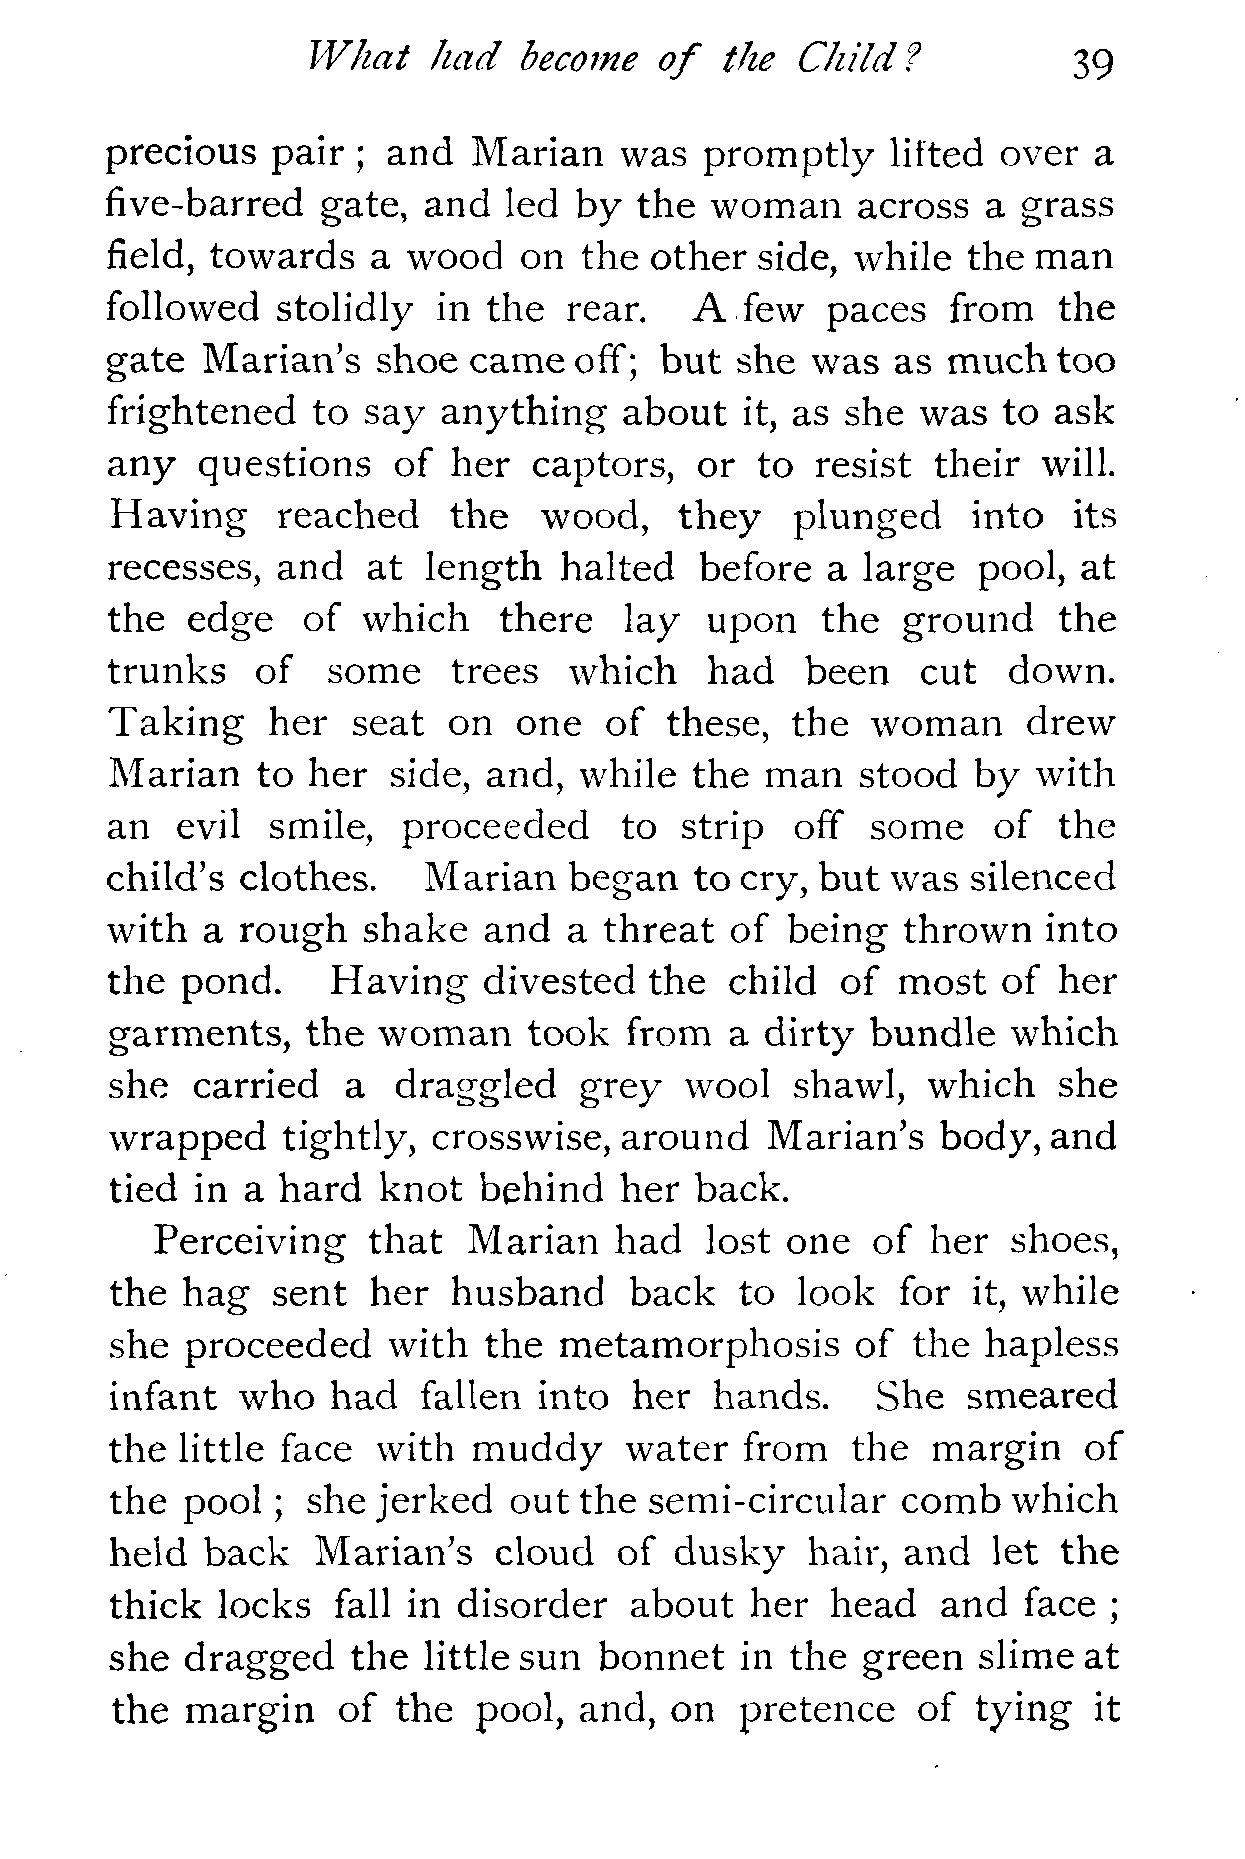 What had become of the Child? 39
precious pair ; and Marian was promptly lifted over a
five-barred gate, and led by the woman across a grass
field, towards a wood on the other side, while the man
followed stolidly in the rear. A few paces from the
gate Marian's shoe came off; but she was as much too
frightened to say anything about it, as she was to ask
any questions of her captors, or to resist their will.
Having reached the wood, they plunged into its
recesses, and at length halted before a large pool, at
the edge of which there lay upon the ground the
trunks of some trees which had been cut down.
Taking her seat on one of these, the woman drew
Marian to her side, and, while the man stood by with
an evil smile, proceeded to strip off some of the
child's clothes. Marian began to cry, but was silenced
with a rough shake and a threat of being thrown into
the pond. Having divested the child of most of her
garments, the woman took from a dirty bundle which
she carried a draggled grey wool shawl, which she
wrapped tightly, crosswise, around Marian's body, and
tied in a hard knot behind her back.
Perceiving that Marian had lost one of her shoes,
the hag sent her husband back to look for it, while
she proceeded with the metamorphosis of the hapless
infant who had fallen into her hands. She smeared
the little face with muddy water from the margin of
the pool ; she jerked out the semi-circular comb which
held back Marian's cloud of dusky hair, and let the
thick locks fall in disorder about her head and face ;
she dragged the little sun bonnet in the green slime at
the margin of the pool, and, on pretence of tying it